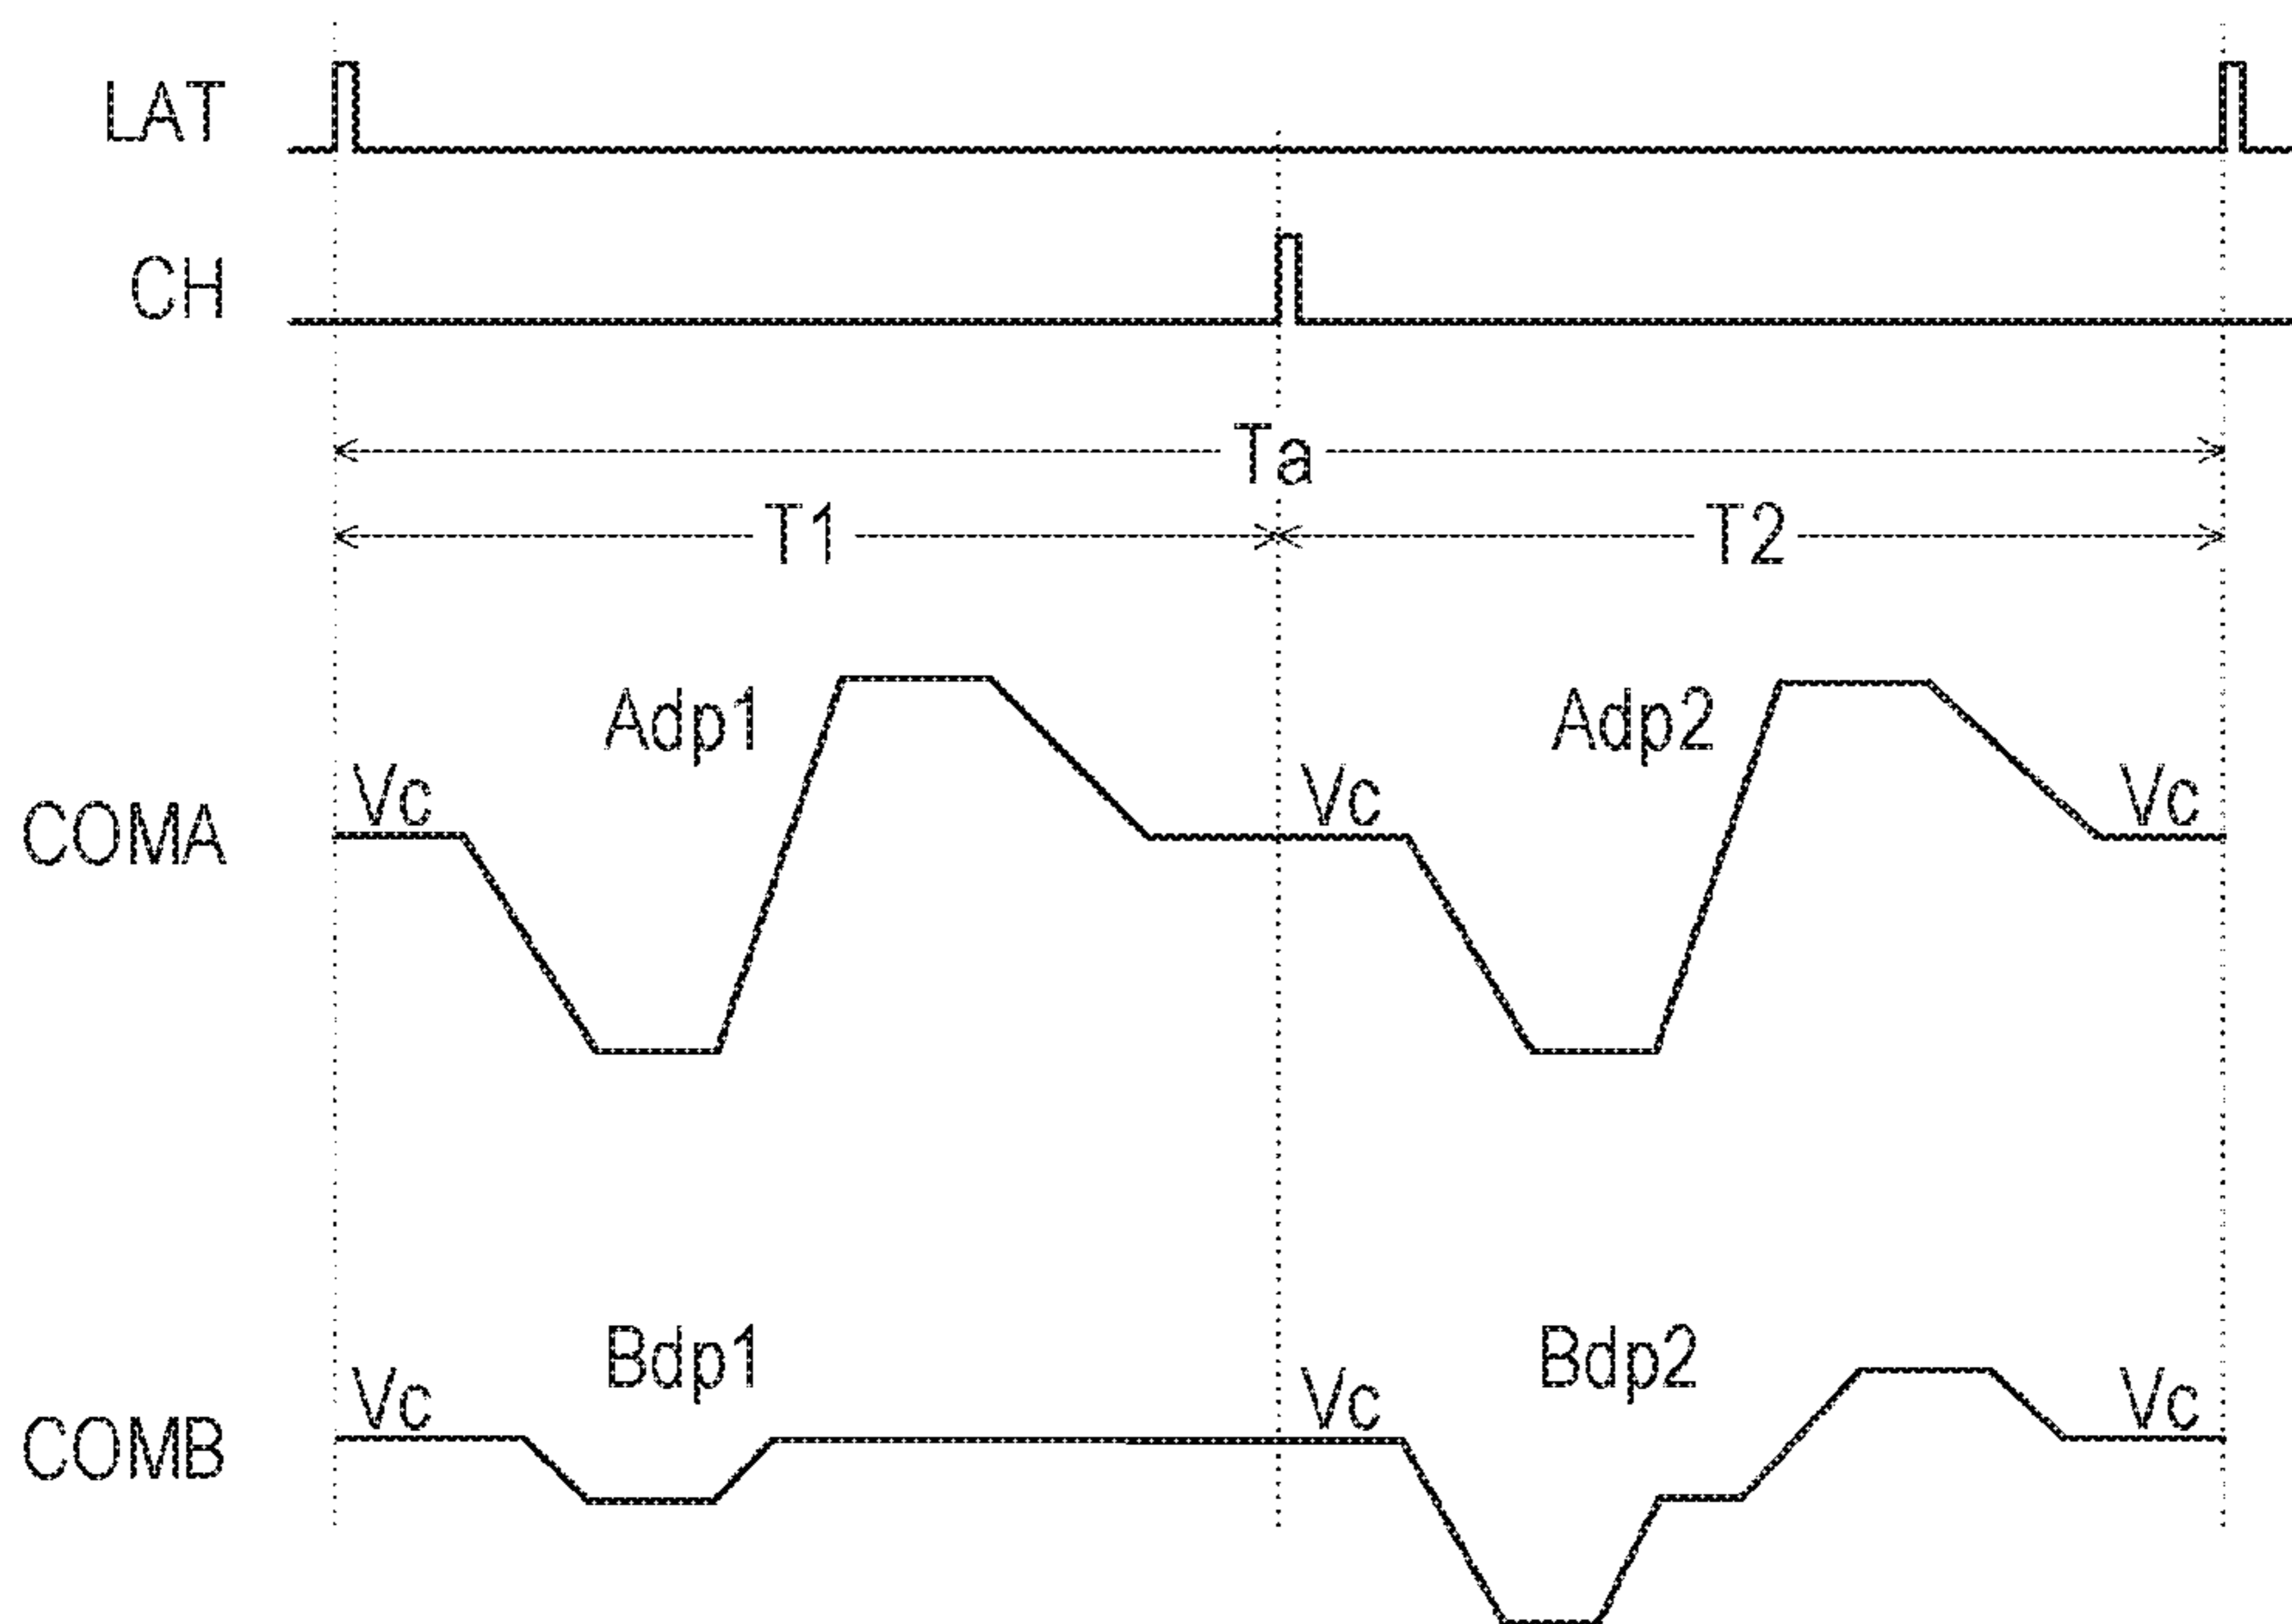 LAT
CH
Ta
T1 T2
Adp1 Adp2
COMA Vc Vc Vc
Bdp1 Bdp2
COMB Vc Vc Vc